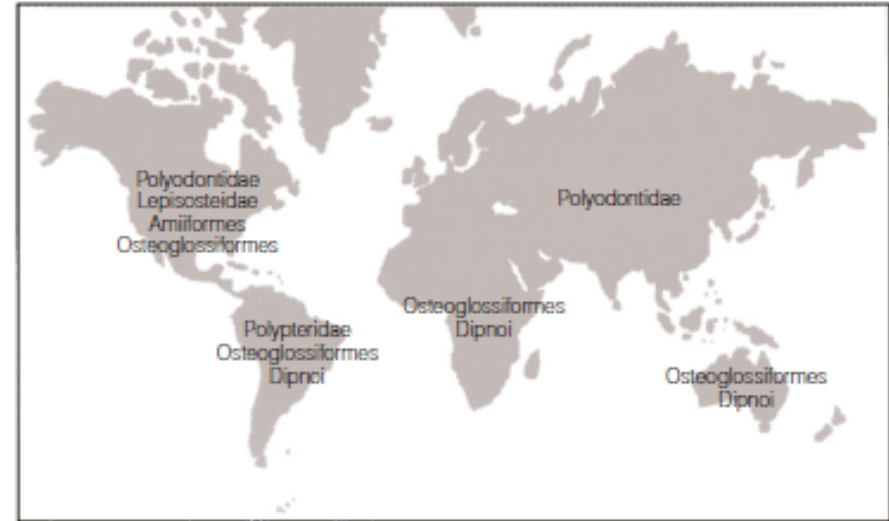 Polyodontidae
Lepisosteidae
Amiiformes
Osteoglossiformes
Polyodontidae
Osteoglossiformes
Dipnoi
Polypteridae
Osteoglossiformes
Dipnoi
Osteoglossiformes
Dipnoi